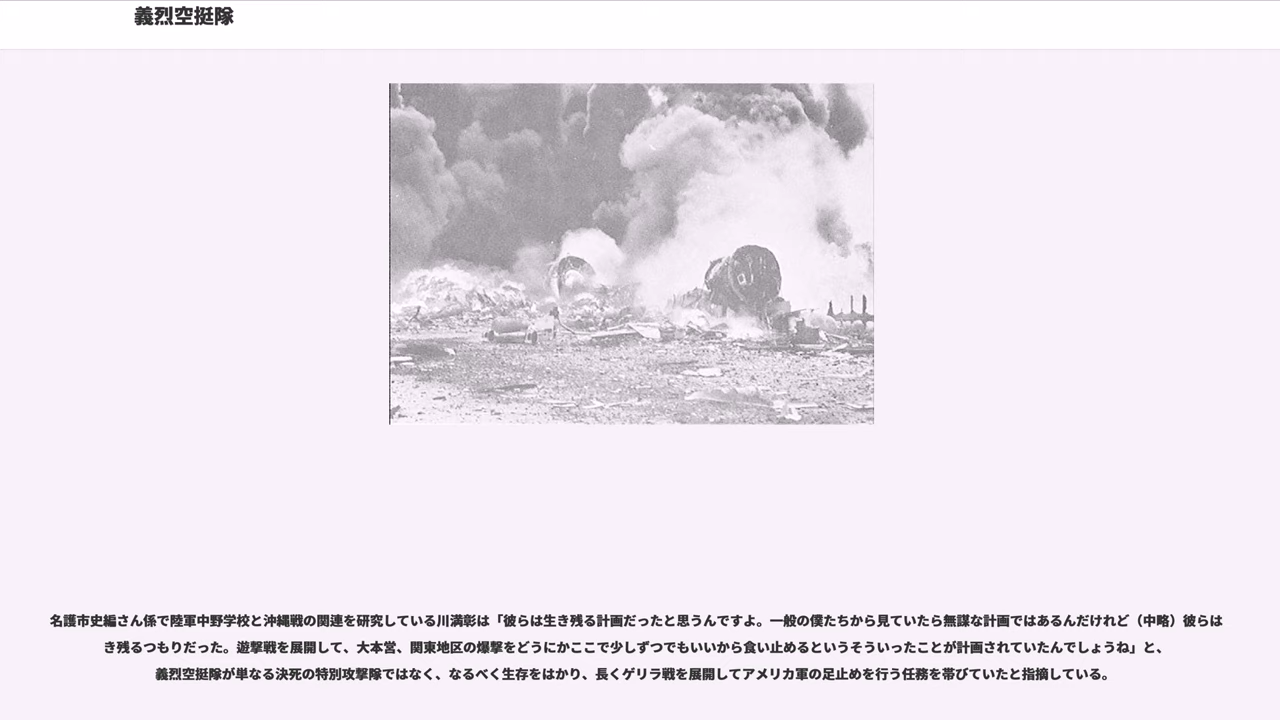 義烈空挺隊
名護市史編さん係で陸軍中野学校と沖縄戦の関連を研究している川満彰は「彼らは生き残る計画だったと思うんですよ。一般の僕たちから見ていたら無謀な計画ではあるんだけれど（中略）彼らは
き残るつもりだった。遊撃戦を展開して、大本営、関東地区の爆撃をどうにかここで少しずつでもいいから食い止めるというそういったことが計画されていたんでしょうね」と、
義烈空挺隊が単なる決死の特別攻撃隊ではなく、なるべく生存をはかり、長くゲリラ戦を展開してアメリカ軍の足止めを行う任務を帯びていたと指摘している。